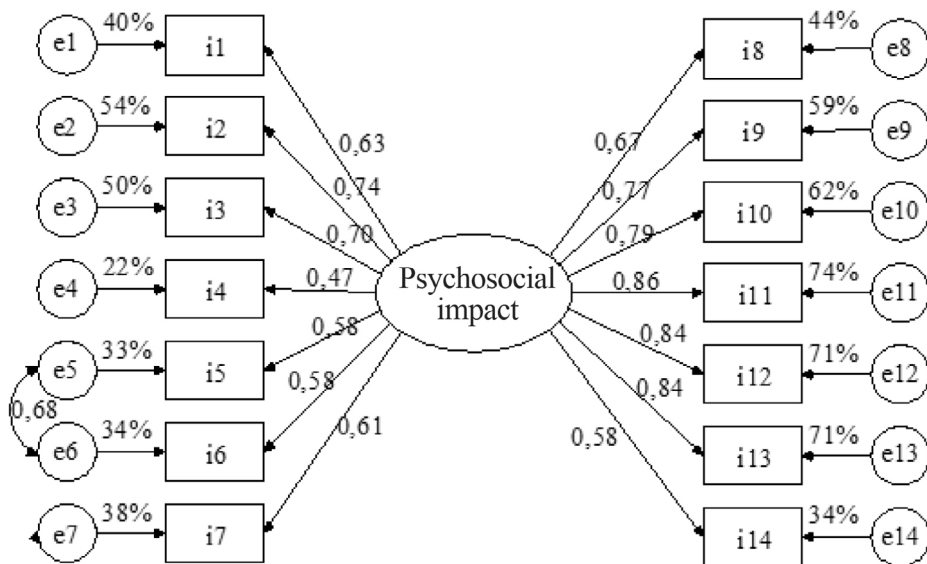 e1 40% i1 0,63
e2 54% i2 0,74
e3 50% i3 0,70
e4 22% i4 0,47
e5 33% i5 0,58
0,68
e6 34% i6 0,58
e7 38% i7 0,61
Psychosocial
impact
0,67 i8 44% e8
0,77 i9 59% e9
0,79 i10 62% e10
0,86 i11 74% e11
0,84 i12 71% e12
0,84 i13 71% e13
0,58 i14 34% e14